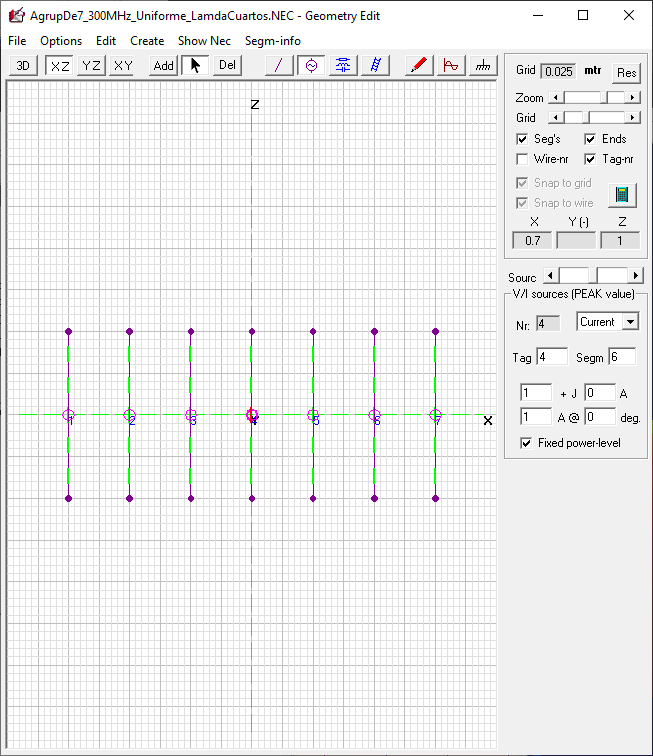 AgrupDe7_300MHz_Uniforme_LamdaCuartos.NEC - Geometry Edit
File Options Edit Create Show Nec Segm-info
3D XZ YZ XY Add Del
Grid 0.025 mtr Res
Zoom
Grid
Seg's Ends
Wire-nr Tag-nr
Snap to grid
Snap to wire
X Y (-) Z
0.7 1
Sourc
V/I sources (PEAK value)
Nr: 4 Current
Tag 4 Segm 6
1 + J 0 A
1 A @ 0 deg.
Fixed power-level
Z
1 2 3 4 5 6 7 X